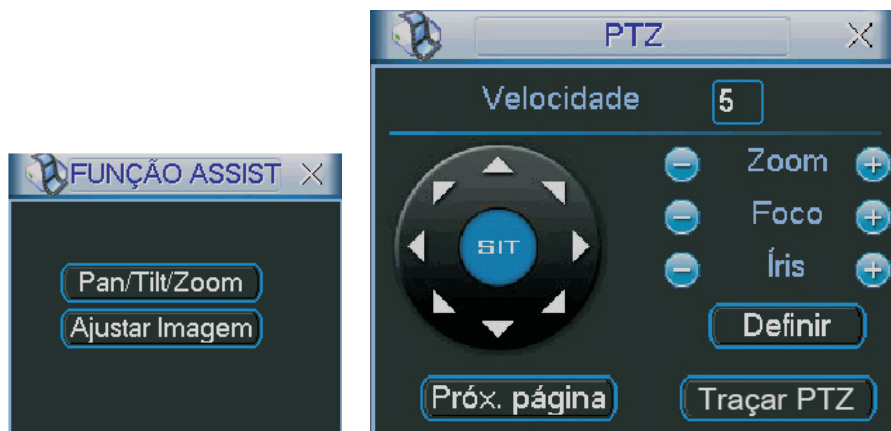 FUNÇÃO ASSIST
Pan/Tilt/Zoom
Ajustar Imagem
PTZ
Velocidade 5
Zoom
Foco
Íris
SIT
Definir
Próx. página
Traçar PTZ